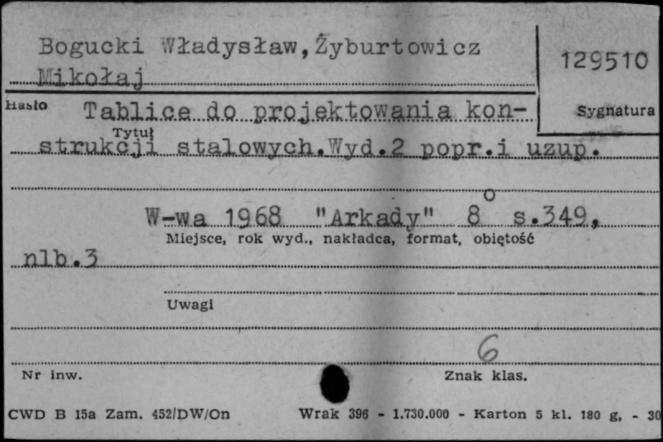 Bogucki Władysław,Żyburtowicz
Mikołaj
129510
Hasło
Sygnatura
Tablice do projektowania kon-
Tytuł
strukcji stalowych.Wyd.2 popr.i uzup.
W-wa 1968 "Arkady" 8° s.349,
Miejsce, rok wyd., nakładca, format, objętość
nlb.3
Uwagi
6
Nr inw.
Znak klas.
CWD B 15a Zam. 452/DW/On Wrak 396 - 1.730.000 - Karton 5 kl. 180 g, - 30